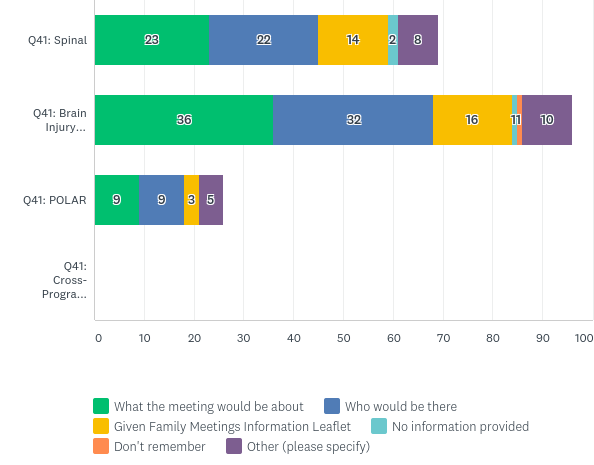 Q41: Spinal
23 22 14 2 8
Q41: Brain
Injury...
36 32 16 1 1 10
Q41: POLAR
9 9 3 5
Q41:
Cross-
Progra...
0 10 20 30 40 50 60 70 80 90 100
What the meeting would be about Who would be there
Given Family Meetings Information Leaflet No information provided
Don't remember Other (please specify)